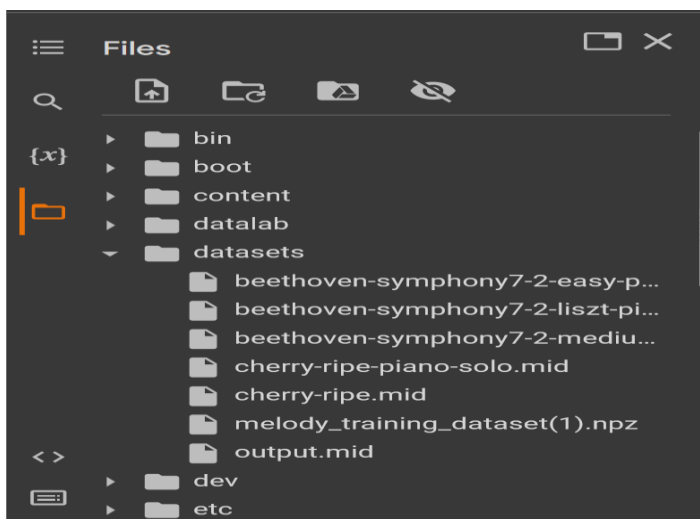 Files
{x}
bin
boot
content
datalab
datasets
beethoven-symphony7-2-easy-p...
beethoven-symphony7-2-liszt-pi...
beethoven-symphony7-2-mediu...
cherry-ripe-piano-solo.mid
cherry-ripe.mid
melody_training_dataset(1).npz
output.mid
< >
dev
etc